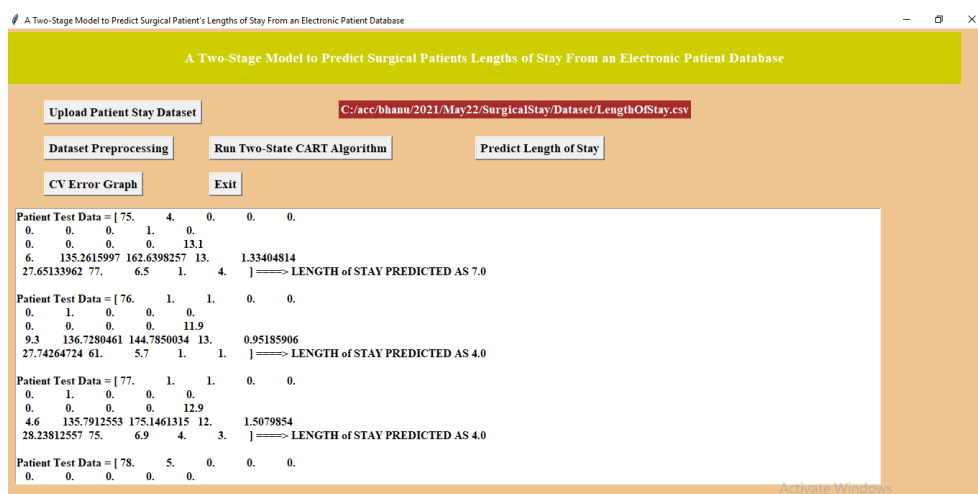 A Two-Stage Model to Predict Surgical Patient's Lengths of Stay From an Electronic Patient Database
A Two-Stage Model to Predict Surgical Patients Lengths of Stay From an Electronic Patient Database
Upload Patient Stay Dataset
C:/acc/bhanu/2021/May22/SurgicalStay/Dataset/LengthOfStay.csv
Dataset Preprocessing
Run Two-State CART Algorithm
Predict Length of Stay
CV Error Graph
Exit
Patient Test Data = [ 75. 4. 0. 0. 0.
0. 0. 0. 1. 0.
0. 0. 0. 0. 13.1
6. 135.2615997 162.6398257 13. 1.33404814
27.65133962 77. 6.5 1. 4. ] ====> LENGTH of STAY PREDICTED AS 7.0
Patient Test Data = [ 76. 1. 1. 0. 0.
0. 1. 0. 0. 0.
0. 0. 0. 0. 11.9
9.3 136.7280461 144.7850034 13. 0.95185906
27.74264724 61. 5.7 1. 1. ] ====> LENGTH of STAY PREDICTED AS 4.0
Patient Test Data = [ 77. 1. 1. 0. 0.
0. 1. 0. 0. 0.
0. 0. 0. 0. 12.9
4.6 135.7912553 175.1461315 12. 1.5079854
28.23812557 75. 6.9 4. 3. ] ====> LENGTH of STAY PREDICTED AS 4.0
Patient Test Data = [ 78. 5. 0. 0. 0.
0. 0. 0. 0. 0.
Activate Windows